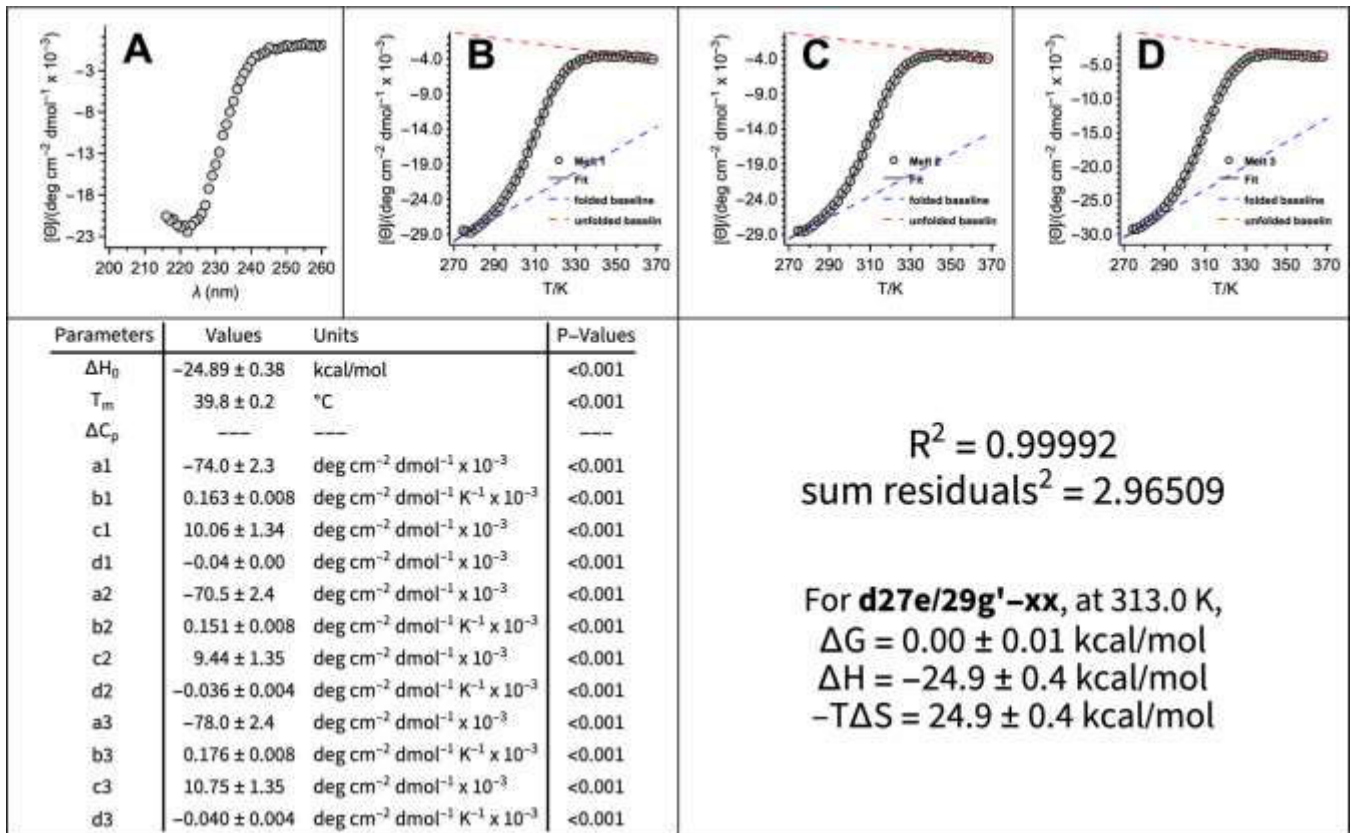 A
[Θ]/(deg cm⁻² dmol⁻¹ x 10⁻³)
−3
−8
−13
−18
−23
200 210 220 230 240 250 260
λ (nm)
B
[Θ]/(deg cm⁻² dmol⁻¹ x 10⁻³)
−4.0
−9.0
−14.0
−19.0
−24.0
−29.0
Melt 1
Fit
folded baseline
unfolded baselin
270 290 310 330 350 370
T/K
C
[Θ]/(deg cm⁻² dmol⁻¹ x 10⁻³)
−4.0
−9.0
−14.0
−19.0
−24.0
−29.0
Melt 2
Fit
folded baseline
unfolded baselin
270 290 310 330 350 370
T/K
D
[Θ]/(deg cm⁻² dmol⁻¹ x 10⁻³)
−5.0
−10.0
−15.0
−20.0
−25.0
−30.0
Melt 3
Fit
folded baseline
unfolded baselin
270 290 310 330 350 370
T/K
Parameters Values Units P–Values
ΔH₀ −24.89 ± 0.38 kcal/mol <0.001
Tₘ 39.8 ± 0.2 °C <0.001
ΔCₚ ––– ––– –––
a1 −74.0 ± 2.3 deg cm⁻² dmol⁻¹ x 10⁻³ <0.001
b1 0.163 ± 0.008 deg cm⁻² dmol⁻¹ K⁻¹ x 10⁻³ <0.001
c1 10.06 ± 1.34 deg cm⁻² dmol⁻¹ x 10⁻³ <0.001
d1 −0.04 ± 0.00 deg cm⁻² dmol⁻¹ x 10⁻³ <0.001
a2 −70.5 ± 2.4 deg cm⁻² dmol⁻¹ x 10⁻³ <0.001
b2 0.151 ± 0.008 deg cm⁻² dmol⁻¹ K⁻¹ x 10⁻³ <0.001
c2 9.44 ± 1.35 deg cm⁻² dmol⁻¹ x 10⁻³ <0.001
d2 −0.036 ± 0.004 deg cm⁻² dmol⁻¹ K⁻¹ x 10⁻³ <0.001
a3 −78.0 ± 2.4 deg cm⁻² dmol⁻¹ x 10⁻³ <0.001
b3 0.176 ± 0.008 deg cm⁻² dmol⁻¹ K⁻¹ x 10⁻³ <0.001
c3 10.75 ± 1.35 deg cm⁻² dmol⁻¹ x 10⁻³ <0.001
d3 −0.040 ± 0.004 deg cm⁻² dmol⁻¹ K⁻¹ x 10⁻³ <0.001
R² = 0.99992
sum residuals² = 2.96509
For d27e/29g'–xx, at 313.0 K,
ΔG = 0.00 ± 0.01 kcal/mol
ΔH = −24.9 ± 0.4 kcal/mol
−TΔS = 24.9 ± 0.4 kcal/mol